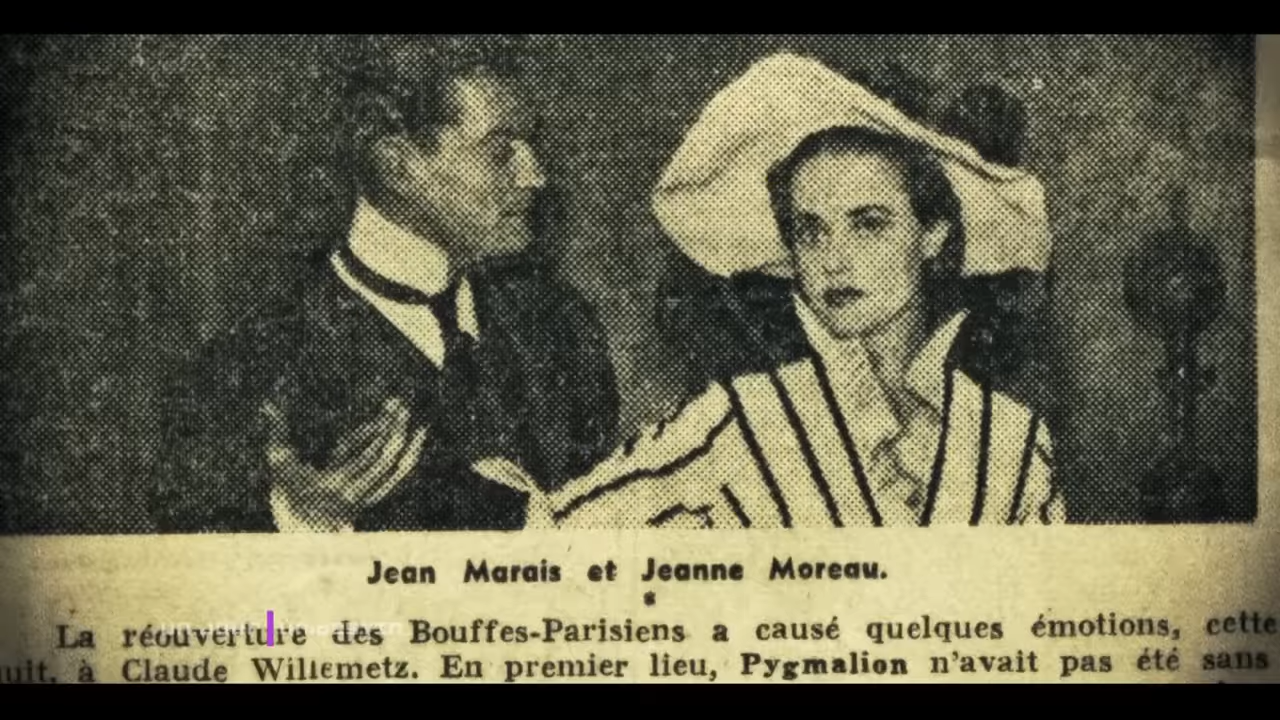 Jean Marais et Jeanne Moreau.
*
La réouverture des Bouffes-Parisiens a causé quelques émotions, cette
nuit, à Claude Willemetz. En premier lieu, Pygmalion n'avait pas été sans